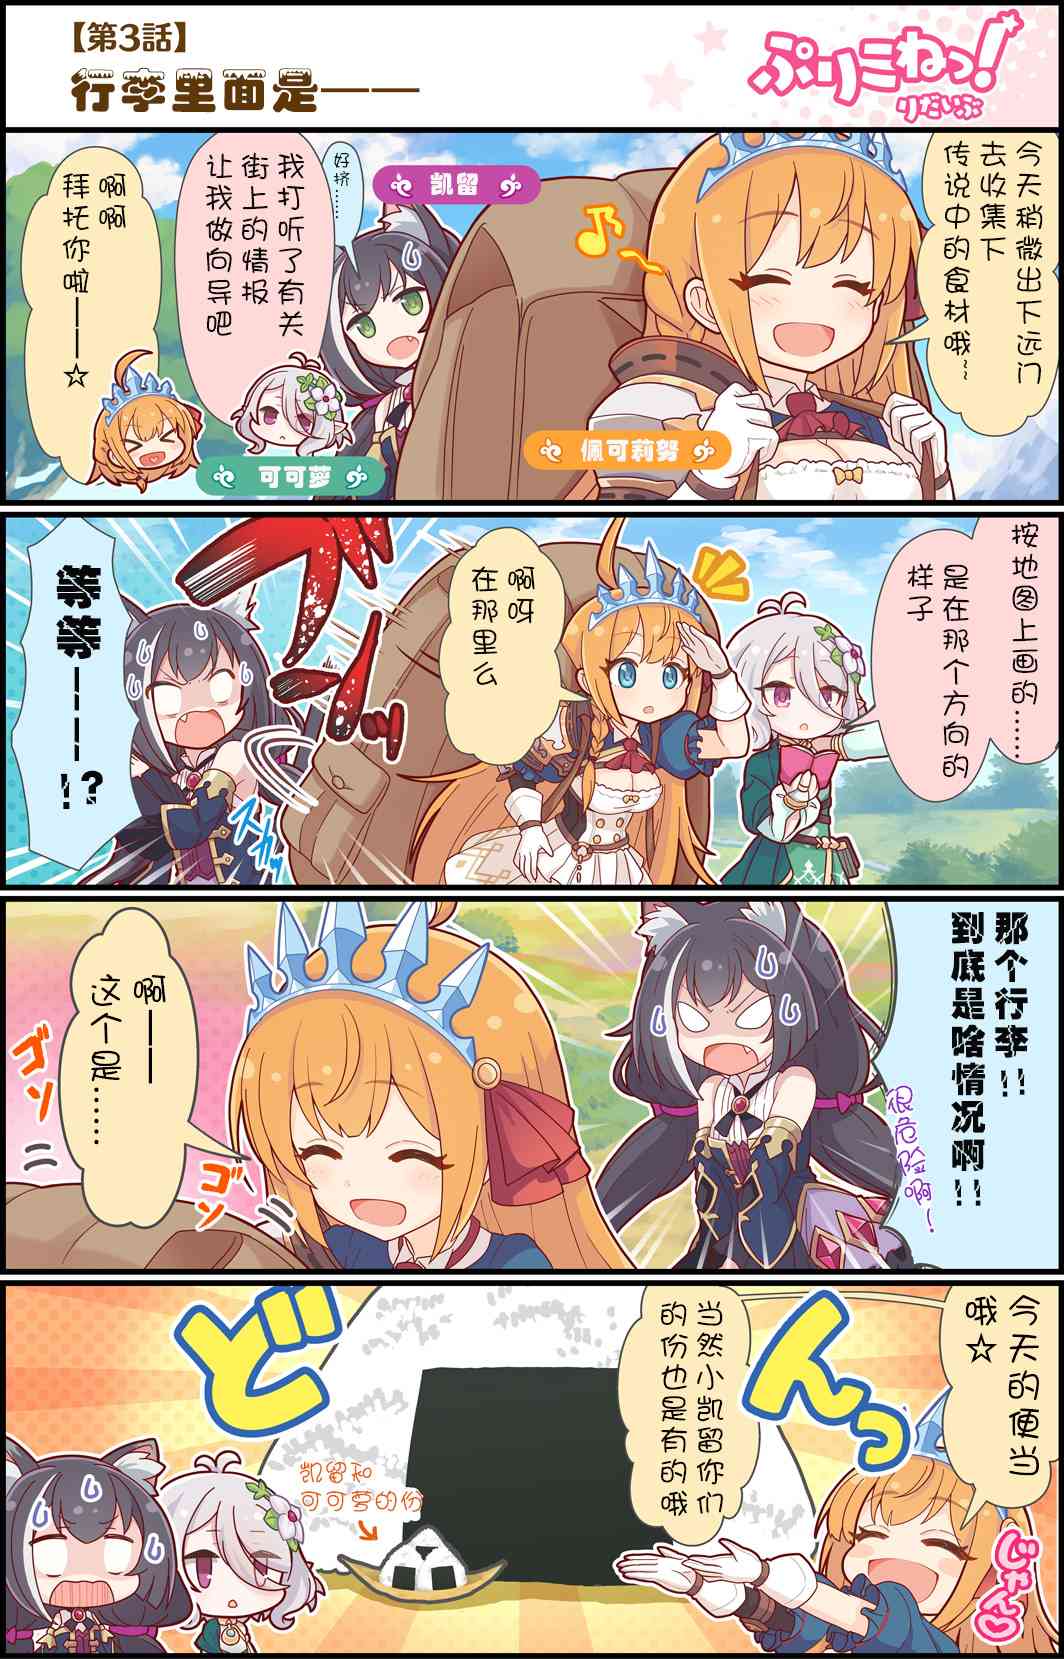 【第3話】
行李里面是——
ぷりこねっ!
りだいぶ
今天稍微出下远门
去收集下
传说中的食材哦~
好挤……
凯留
我打听了有关
街上的情报
让我做向导吧
啊啊
拜托你啦———☆
佩可莉努
可可萝
按地图上画的……
是在那个方向的
样子
啊呀
在那里么
ズオッ
スカッ
那个行李!!
到底是啥情况啊!!
很危险啊~
啊——
这个是……
ゴソ
ゴソ
今天的便当
哦☆
当然小凯留你们
的份也是有的哦
どんっ
凯留和
可可萝的份
じゃん